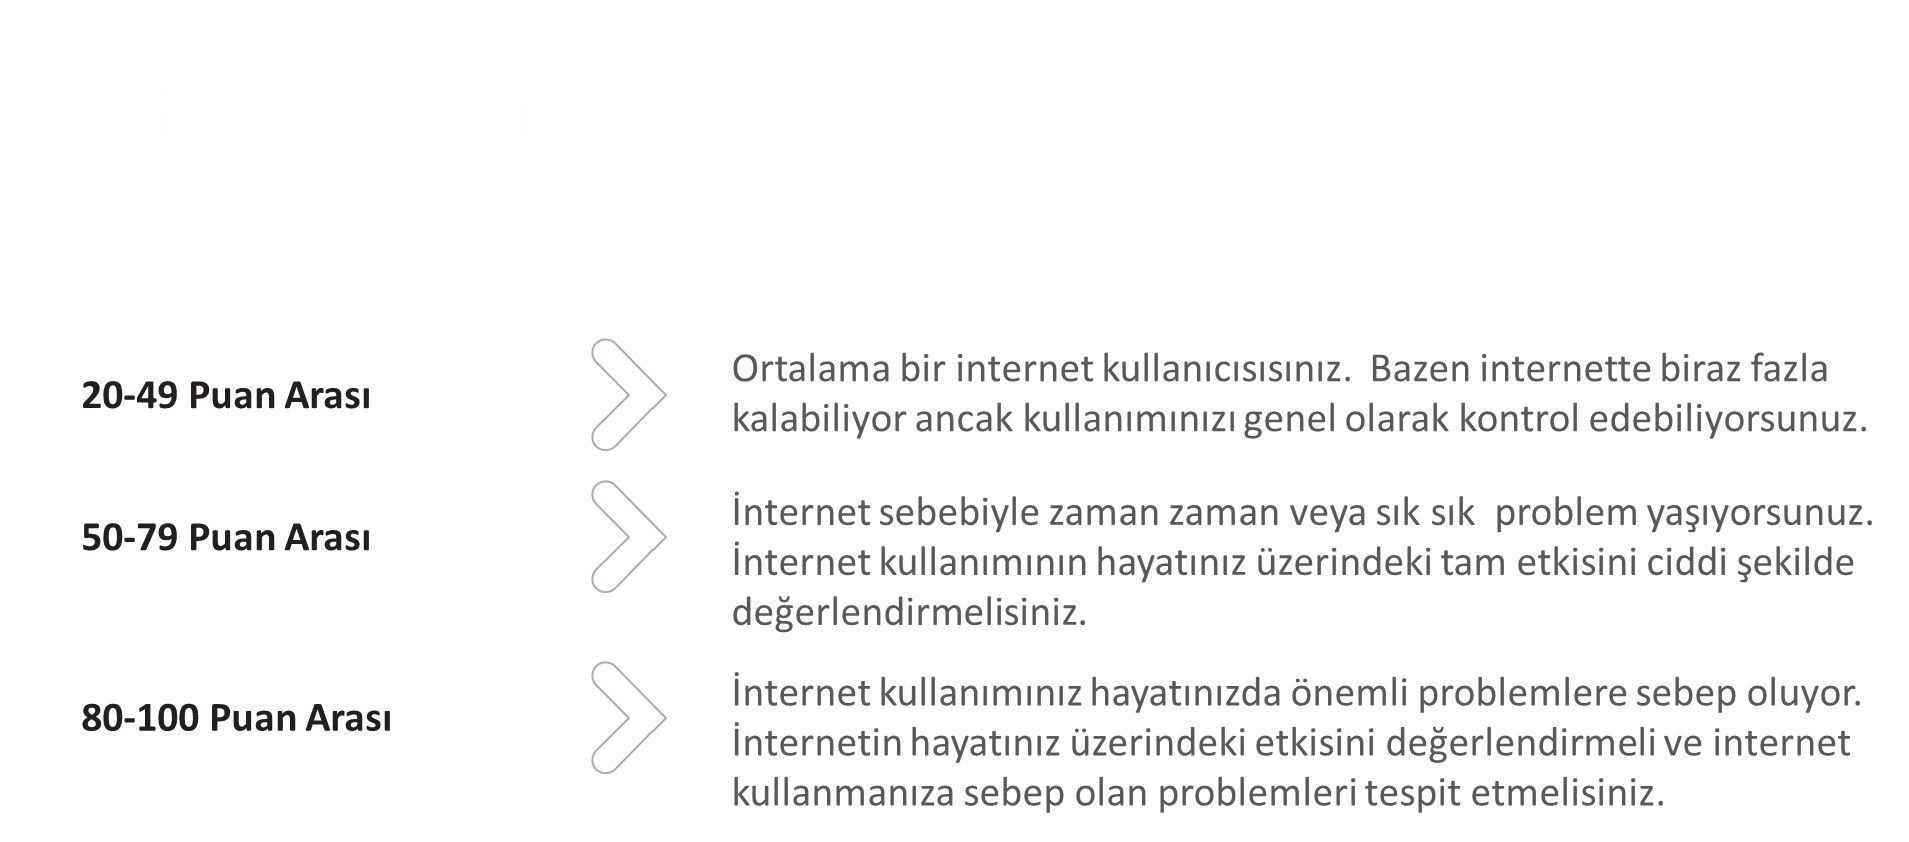 20-49 Puan Arası
Ortalama bir internet kullanıcısısınız.  Bazen internette biraz fazla
kalabiliyor ancak kullanımınızı genel olarak kontrol edebiliyorsunuz.
50-79 Puan Arası
İnternet sebebiyle zaman zaman veya sık sık  problem yaşıyorsunuz.
İnternet kullanımının hayatınız üzerindeki tam etkisini ciddi şekilde
değerlendirmelisiniz.
80-100 Puan Arası
İnternet kullanımınız hayatınızda önemli problemlere sebep oluyor.
İnternetin hayatınız üzerindeki etkisini değerlendirmeli ve internet
kullanmanıza sebep olan problemleri tespit etmelisiniz.